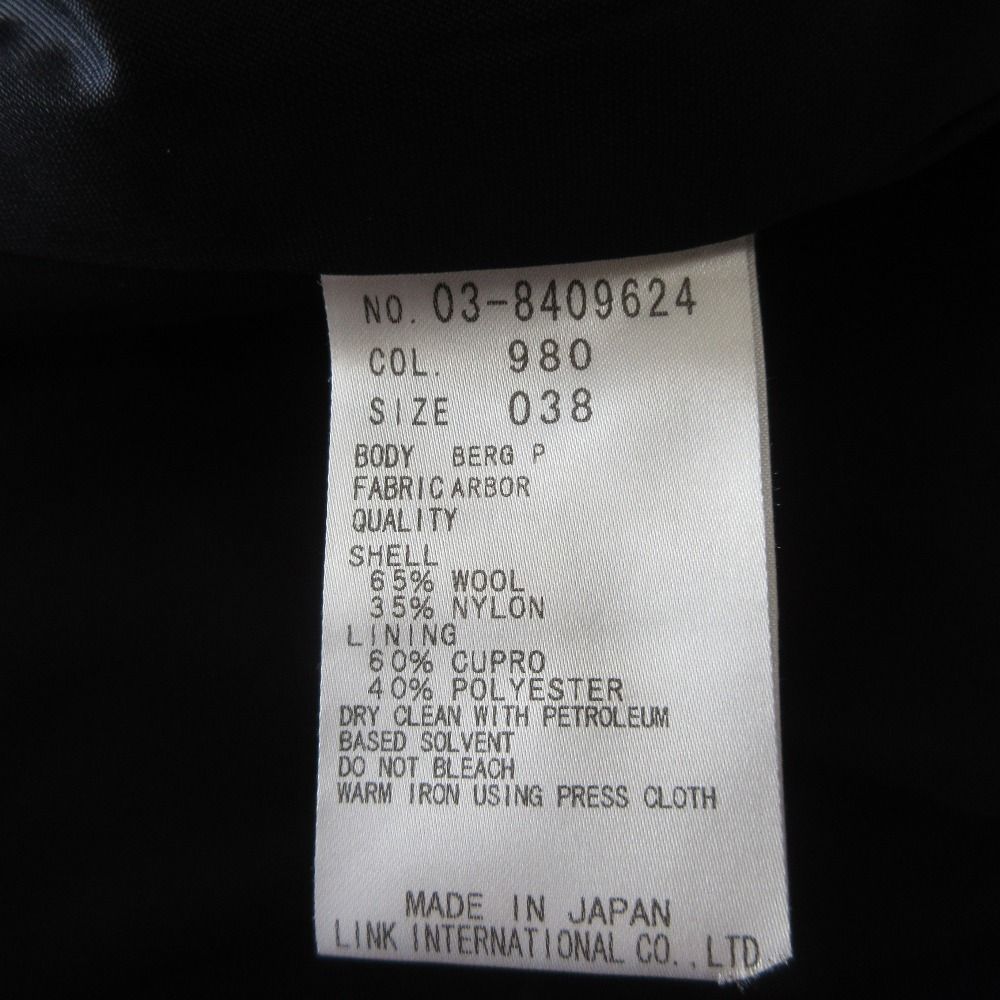 NO. 03-8409624
COL. 980
SIZE 038
BODY BERG P
FABRIC ARBOR
QUALITY
SHELL
65% WOOL
35% NYLON
LINING
60% CUPRO
40% POLYESTER
DRY CLEAN WITH PETROLEUM
BASED SOLVENT
DO NOT BLEACH
WARM IRON USING PRESS CLOTH
MADE IN JAPAN
LINK INTERNATIONAL CO.,LTD